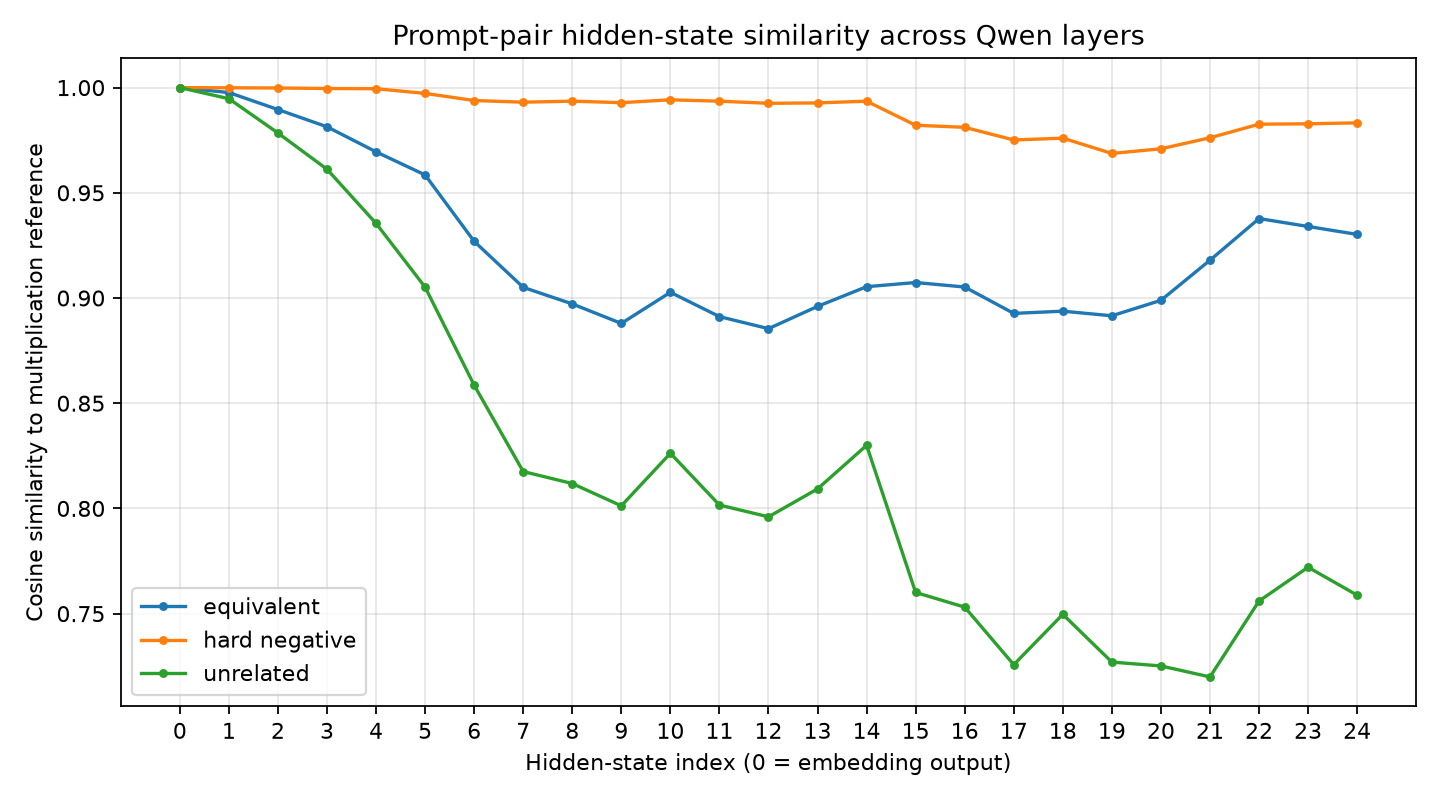 Prompt-pair hidden-state similarity across Qwen layers
Cosine similarity to multiplication reference
1.00
0.95
0.90
0.85
0.80
0.75
equivalent
hard negative
unrelated
0 1 2 3 4 5 6 7 8 9 10 11 12 13 14 15 16 17 18 19 20 21 22 23 24
Hidden-state index (0 = embedding output)